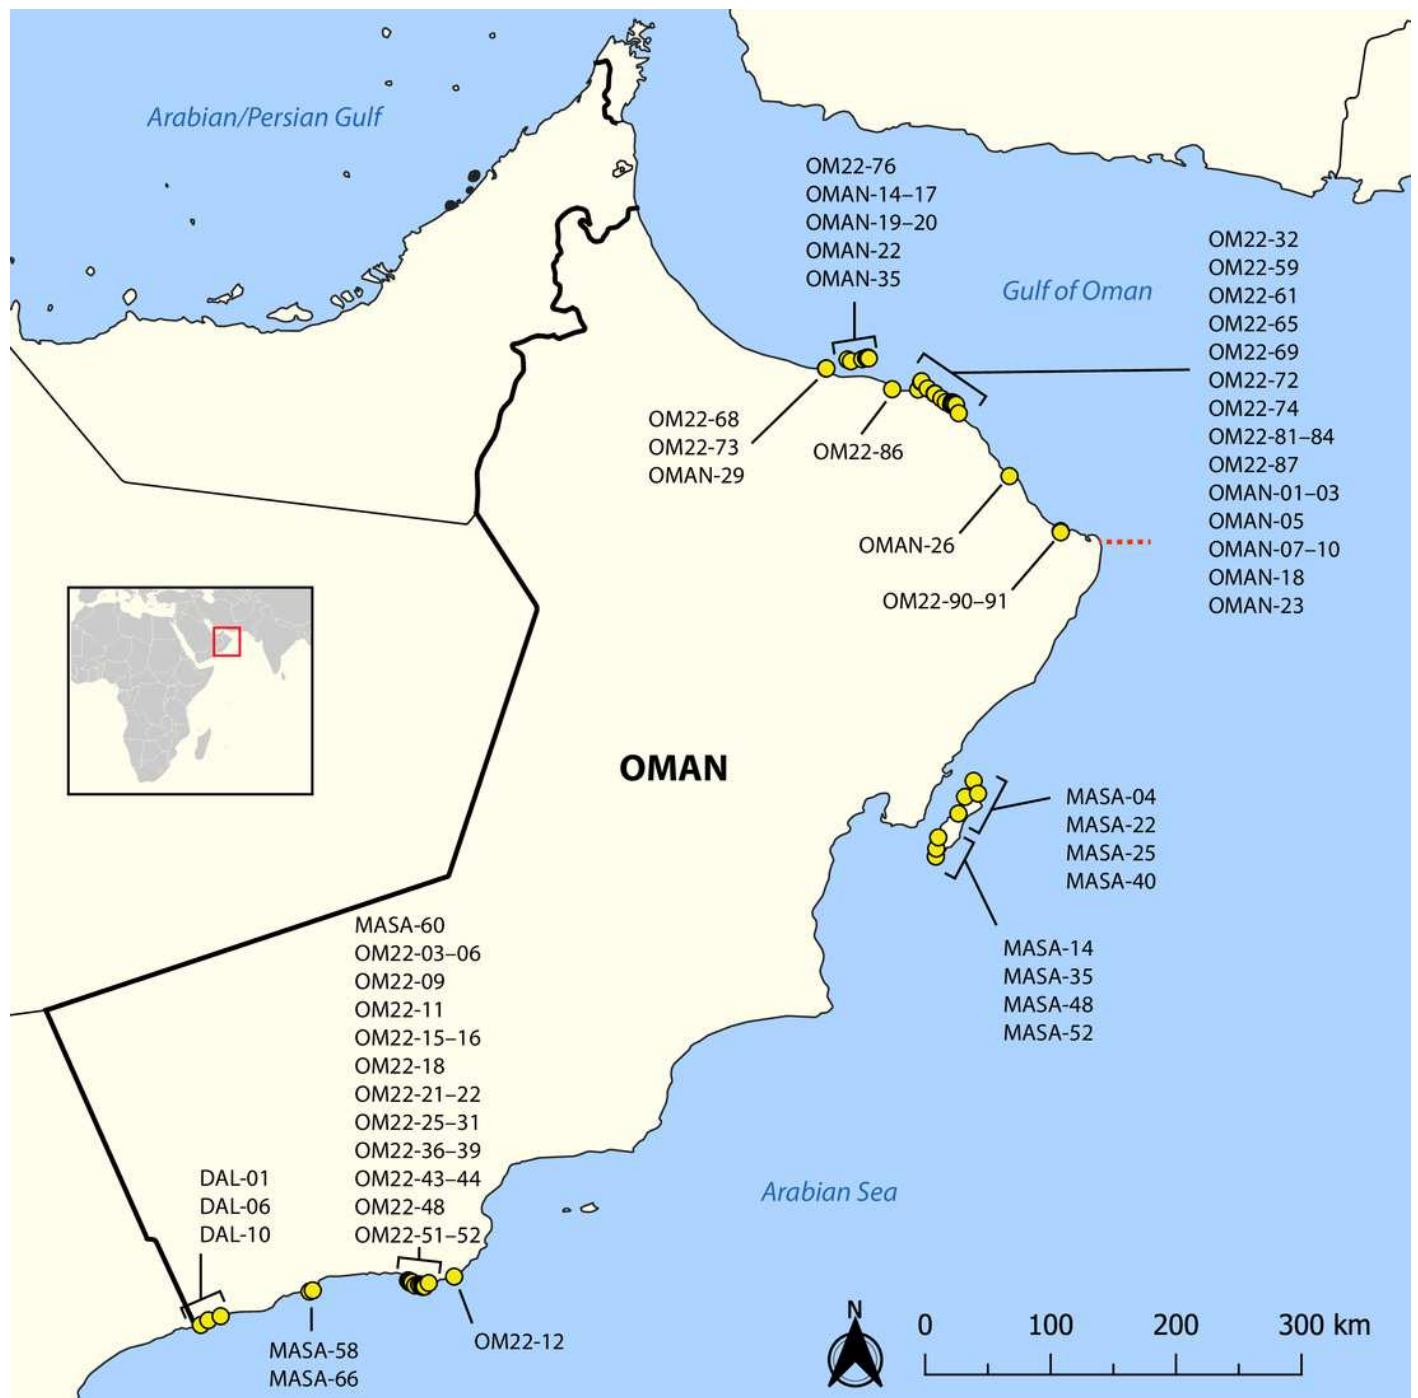 Arabian/Persian Gulf
OM22-76
OMAN-14–17
OMAN-19–20
OMAN-22
OMAN-35
Gulf of Oman
OM22-32
OM22-59
OM22-61
OM22-65
OM22-69
OM22-72
OM22-74
OM22-81–84
OM22-87
OMAN-01–03
OMAN-05
OMAN-07–10
OMAN-18
OMAN-23
OM22-68
OM22-73
OMAN-29
OM22-86
OMAN-26
OM22-90–91
OMAN
MASA-04
MASA-22
MASA-25
MASA-40
MASA-14
MASA-35
MASA-48
MASA-52
MASA-60
OM22-03–06
OM22-09
OM22-11
OM22-15–16
OM22-18
OM22-21–22
OM22-25–31
OM22-36–39
OM22-43–44
OM22-48
OM22-51–52
DAL-01
DAL-06
DAL-10
Arabian Sea
MASA-58
MASA-66
OM22-12
N
0 100 200 300 km